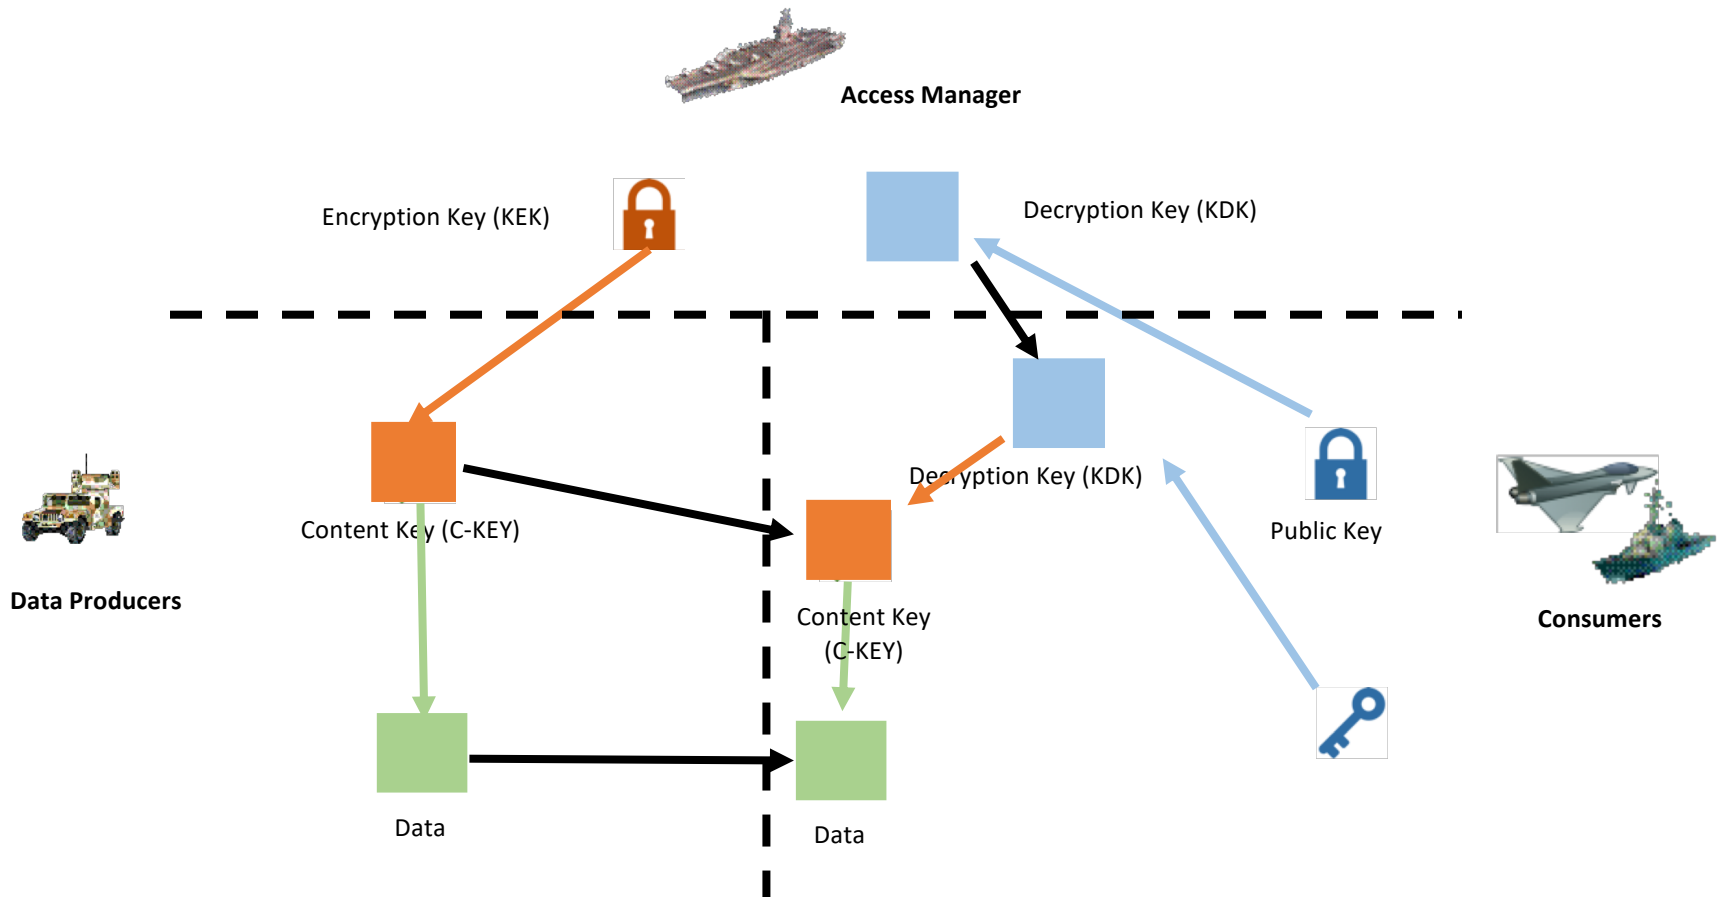 Access Manager
Encryption Key (KEK)
Decryption Key (KDK)
Decryption Key (KDK)
Content Key (C-KEY)
Public Key
Data Producers
Content Key
(C-KEY)
Consumers
Data
Data